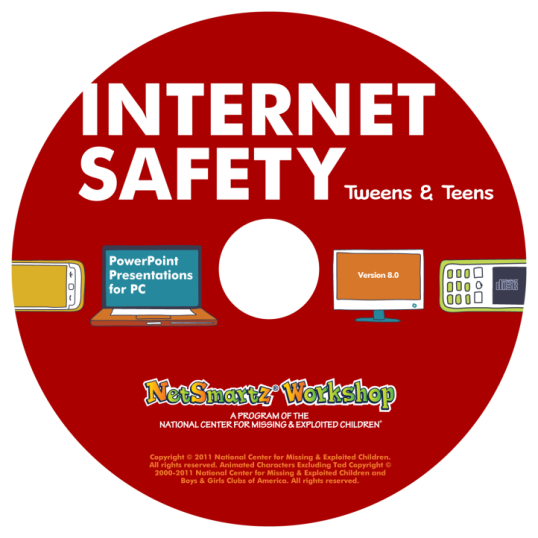 INTERNET
SAFETY
Tweens & Teens
PowerPoint
Presentations
for PC
Version 8.0
NetSmartz® Workshop
A PROGRAM OF THE
NATIONAL CENTER FOR MISSING & EXPLOITED CHILDREN®
Copyright © 2011 National Center for Missing & Exploited Children.
All rights reserved. Animated Characters Excluding Tad Copyright ©
2000-2011 National Center for Missing & Exploited Children and
Boys & Girls Clubs of America. All rights reserved.